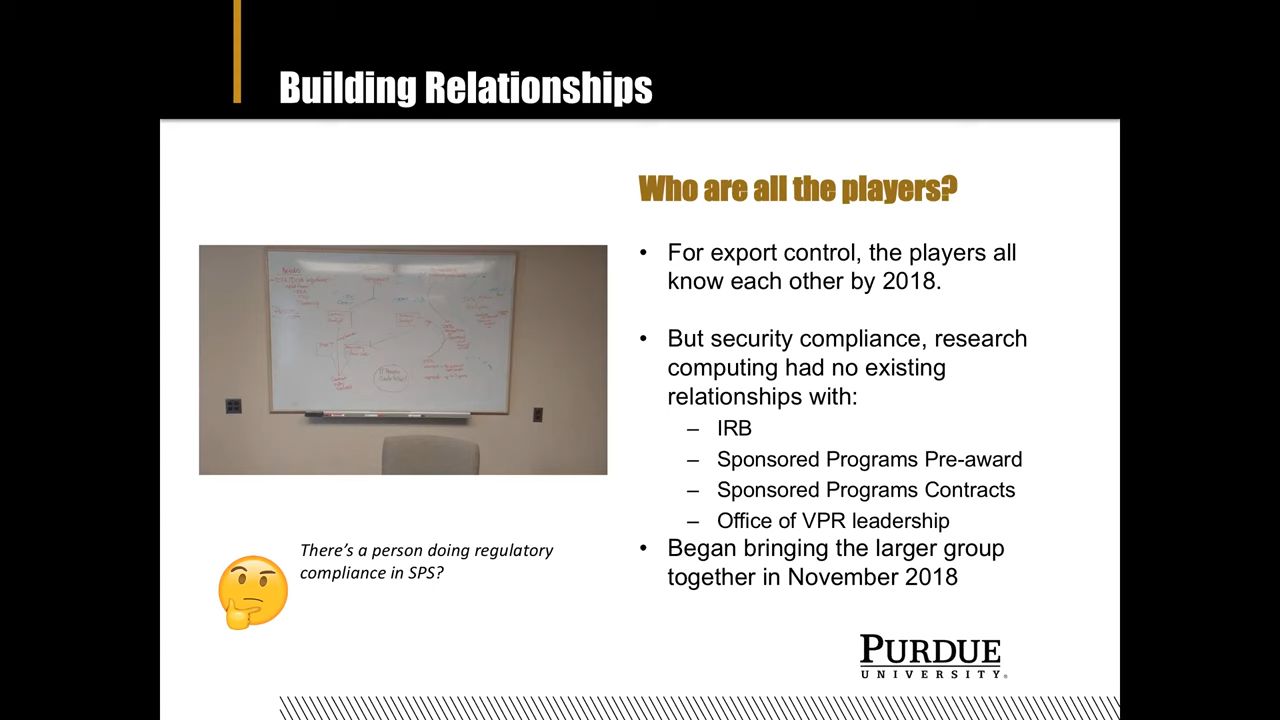 Building Relationships
Who are all the players?
• For export control, the players all
know each other by 2018.
• But security compliance, research
computing had no existing
relationships with:
– IRB
– Sponsored Programs Pre-award
– Sponsored Programs Contracts
– Office of VPR leadership
• Began bringing the larger group
together in November 2018
There's a person doing regulatory
compliance in SPS?
PURDUE
UNIVERSITY®